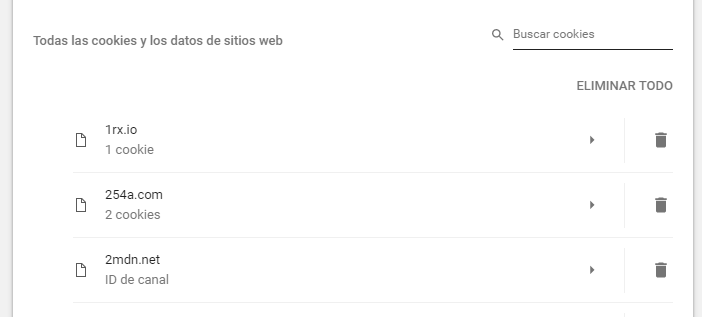 Todas las cookies y los datos de sitios web
Buscar cookies
ELIMINAR TODO
1rx.io
1 cookie
254a.com
2 cookies
2mdn.net
ID de canal